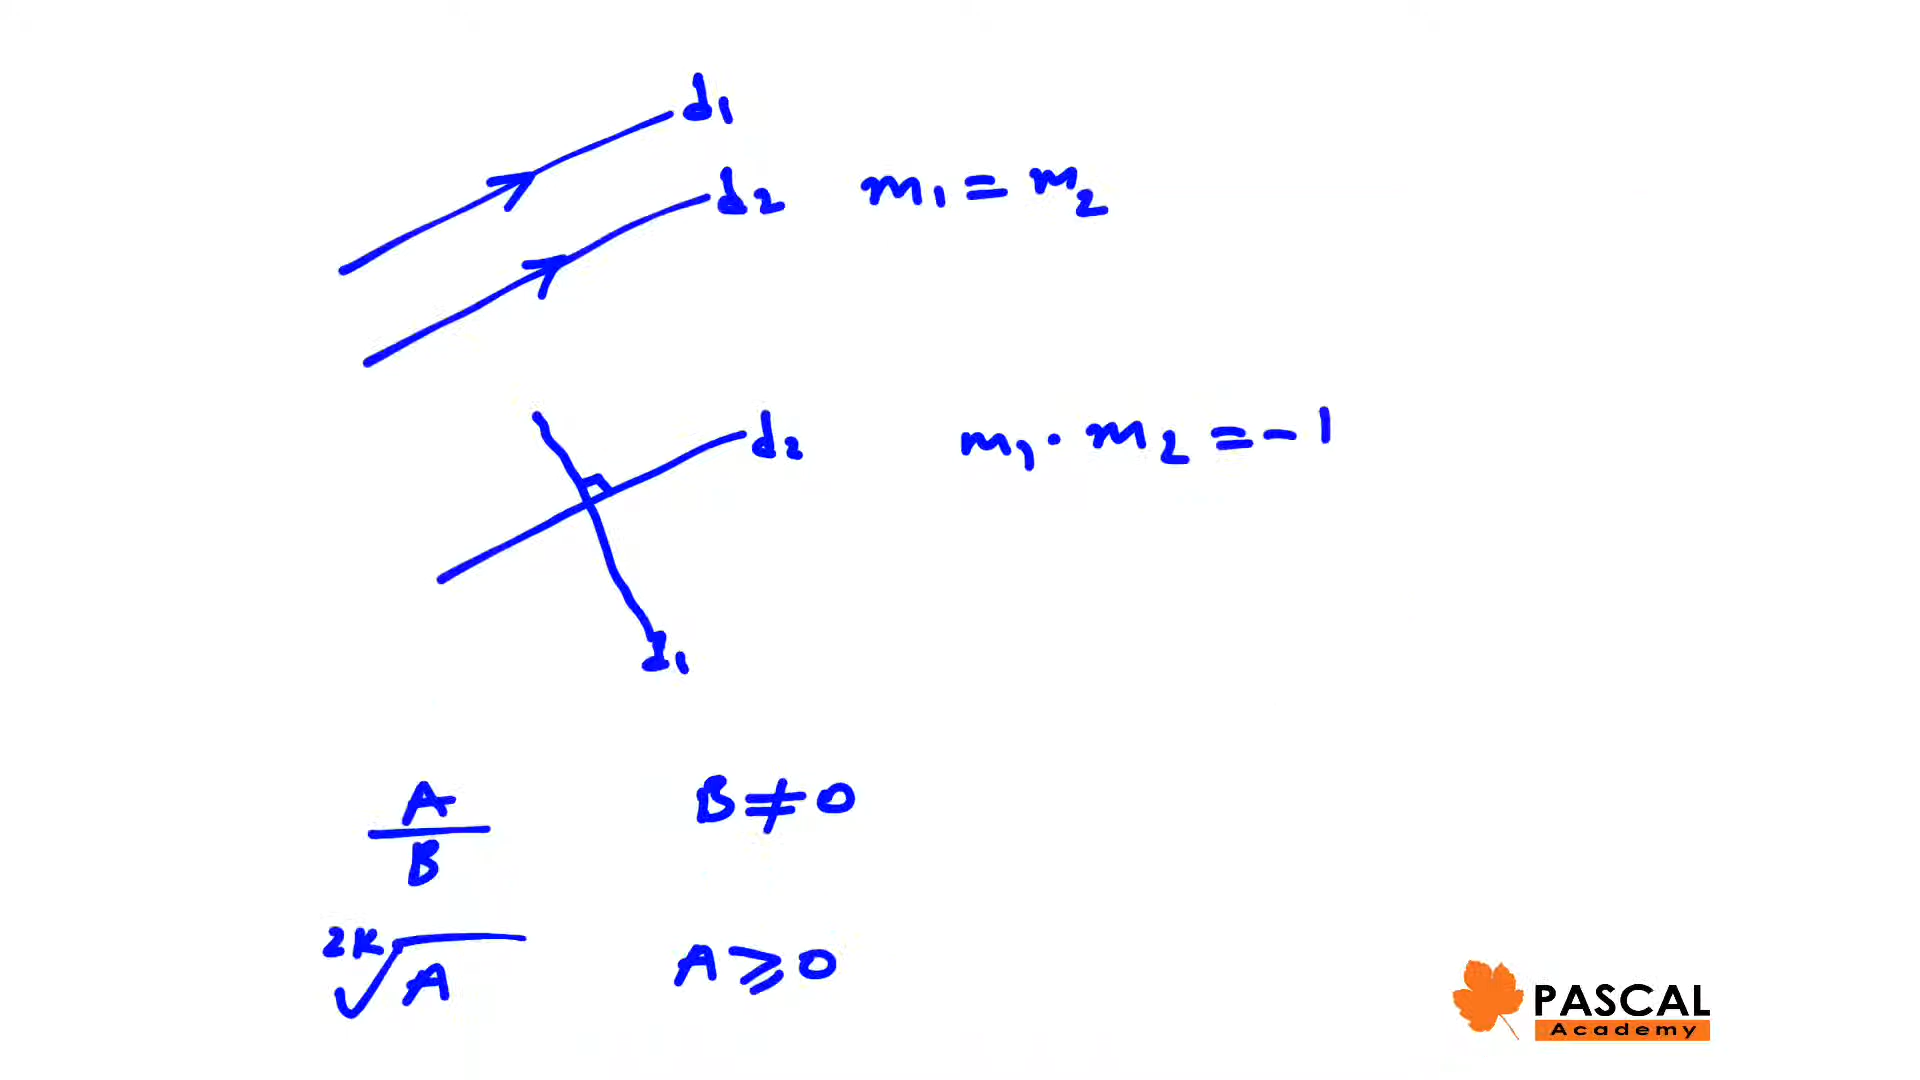 d₁
d₂ m₁ = m₂
d₂ m₁ · m₂ = -1
d₁
A/B B ≠ 0
²ᴷ√A A ⩾ 0
PASCAL
Academy